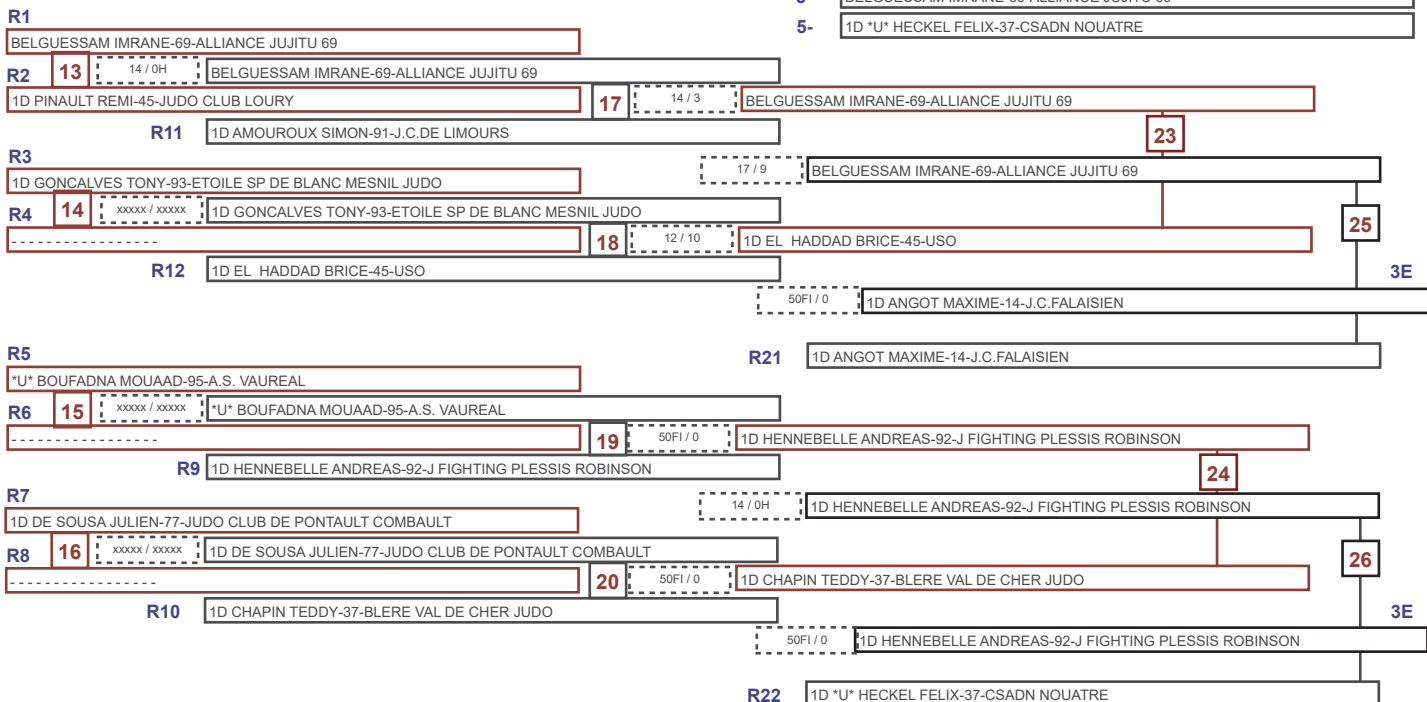 5- BELGUESSAM IMRANE-69-ALLIANCE JUJITU 69
R1
5- 1D *U* HECKEL FELIX-37-CSADN NOUATRE
BELGUESSAM IMRANE-69-ALLIANCE JUJITU 69
R2 13 14 / 0H BELGUESSAM IMRANE-69-ALLIANCE JUJITU 69
1D PINAULT REMI-45-JUDO CLUB LOURY 17 14 / 3 BELGUESSAM IMRANE-69-ALLIANCE JUJITU 69
R11 1D AMOUROUX SIMON-91-J.C.DE LIMOURS 23
R3
17 / 9 BELGUESSAM IMRANE-69-ALLIANCE JUJITU 69
1D GONCALVES TONY-93-ETOILE SP DE BLANC MESNIL JUDO
R4 14 xxxxx / xxxxx 1D GONCALVES TONY-93-ETOILE SP DE BLANC MESNIL JUDO 25
- - - - - - - - - - - - - - - - - 18 12 / 10 1D EL  HADDAD BRICE-45-USO
R12 1D EL  HADDAD BRICE-45-USO 3E
50FI / 0 1D ANGOT MAXIME-14-J.C.FALAISIEN
R5
R21 1D ANGOT MAXIME-14-J.C.FALAISIEN
*U* BOUFADNA MOUAAD-95-A.S. VAUREAL
R6 15 xxxxx / xxxxx *U* BOUFADNA MOUAAD-95-A.S. VAUREAL
- - - - - - - - - - - - - - - - - 19 50FI / 0 1D HENNEBELLE ANDREAS-92-J FIGHTING PLESSIS ROBINSON
R9 1D HENNEBELLE ANDREAS-92-J FIGHTING PLESSIS ROBINSON 24
R7
14 / 0H 1D HENNEBELLE ANDREAS-92-J FIGHTING PLESSIS ROBINSON
1D DE SOUSA JULIEN-77-JUDO CLUB DE PONTAULT COMBAULT
R8 16 xxxxx / xxxxx 1D DE SOUSA JULIEN-77-JUDO CLUB DE PONTAULT COMBAULT 26
- - - - - - - - - - - - - - - - - 20 50FI / 0 1D CHAPIN TEDDY-37-BLERE VAL DE CHER JUDO
R10 1D CHAPIN TEDDY-37-BLERE VAL DE CHER JUDO 3E
50FI / 0 1D HENNEBELLE ANDREAS-92-J FIGHTING PLESSIS ROBINSON
R22 1D *U* HECKEL FELIX-37-CSADN NOUATRE